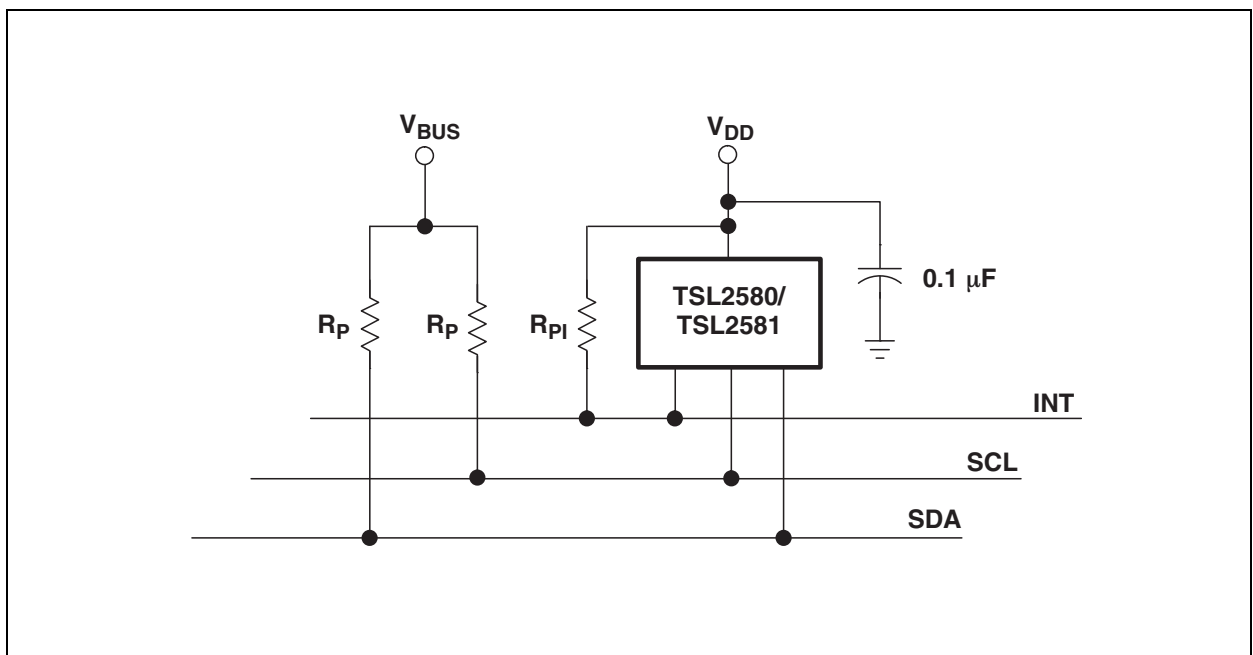 VBUS
VDD
RP
RP
RPI
TSL2580/
TSL2581
0.1 μF
INT
SCL
SDA